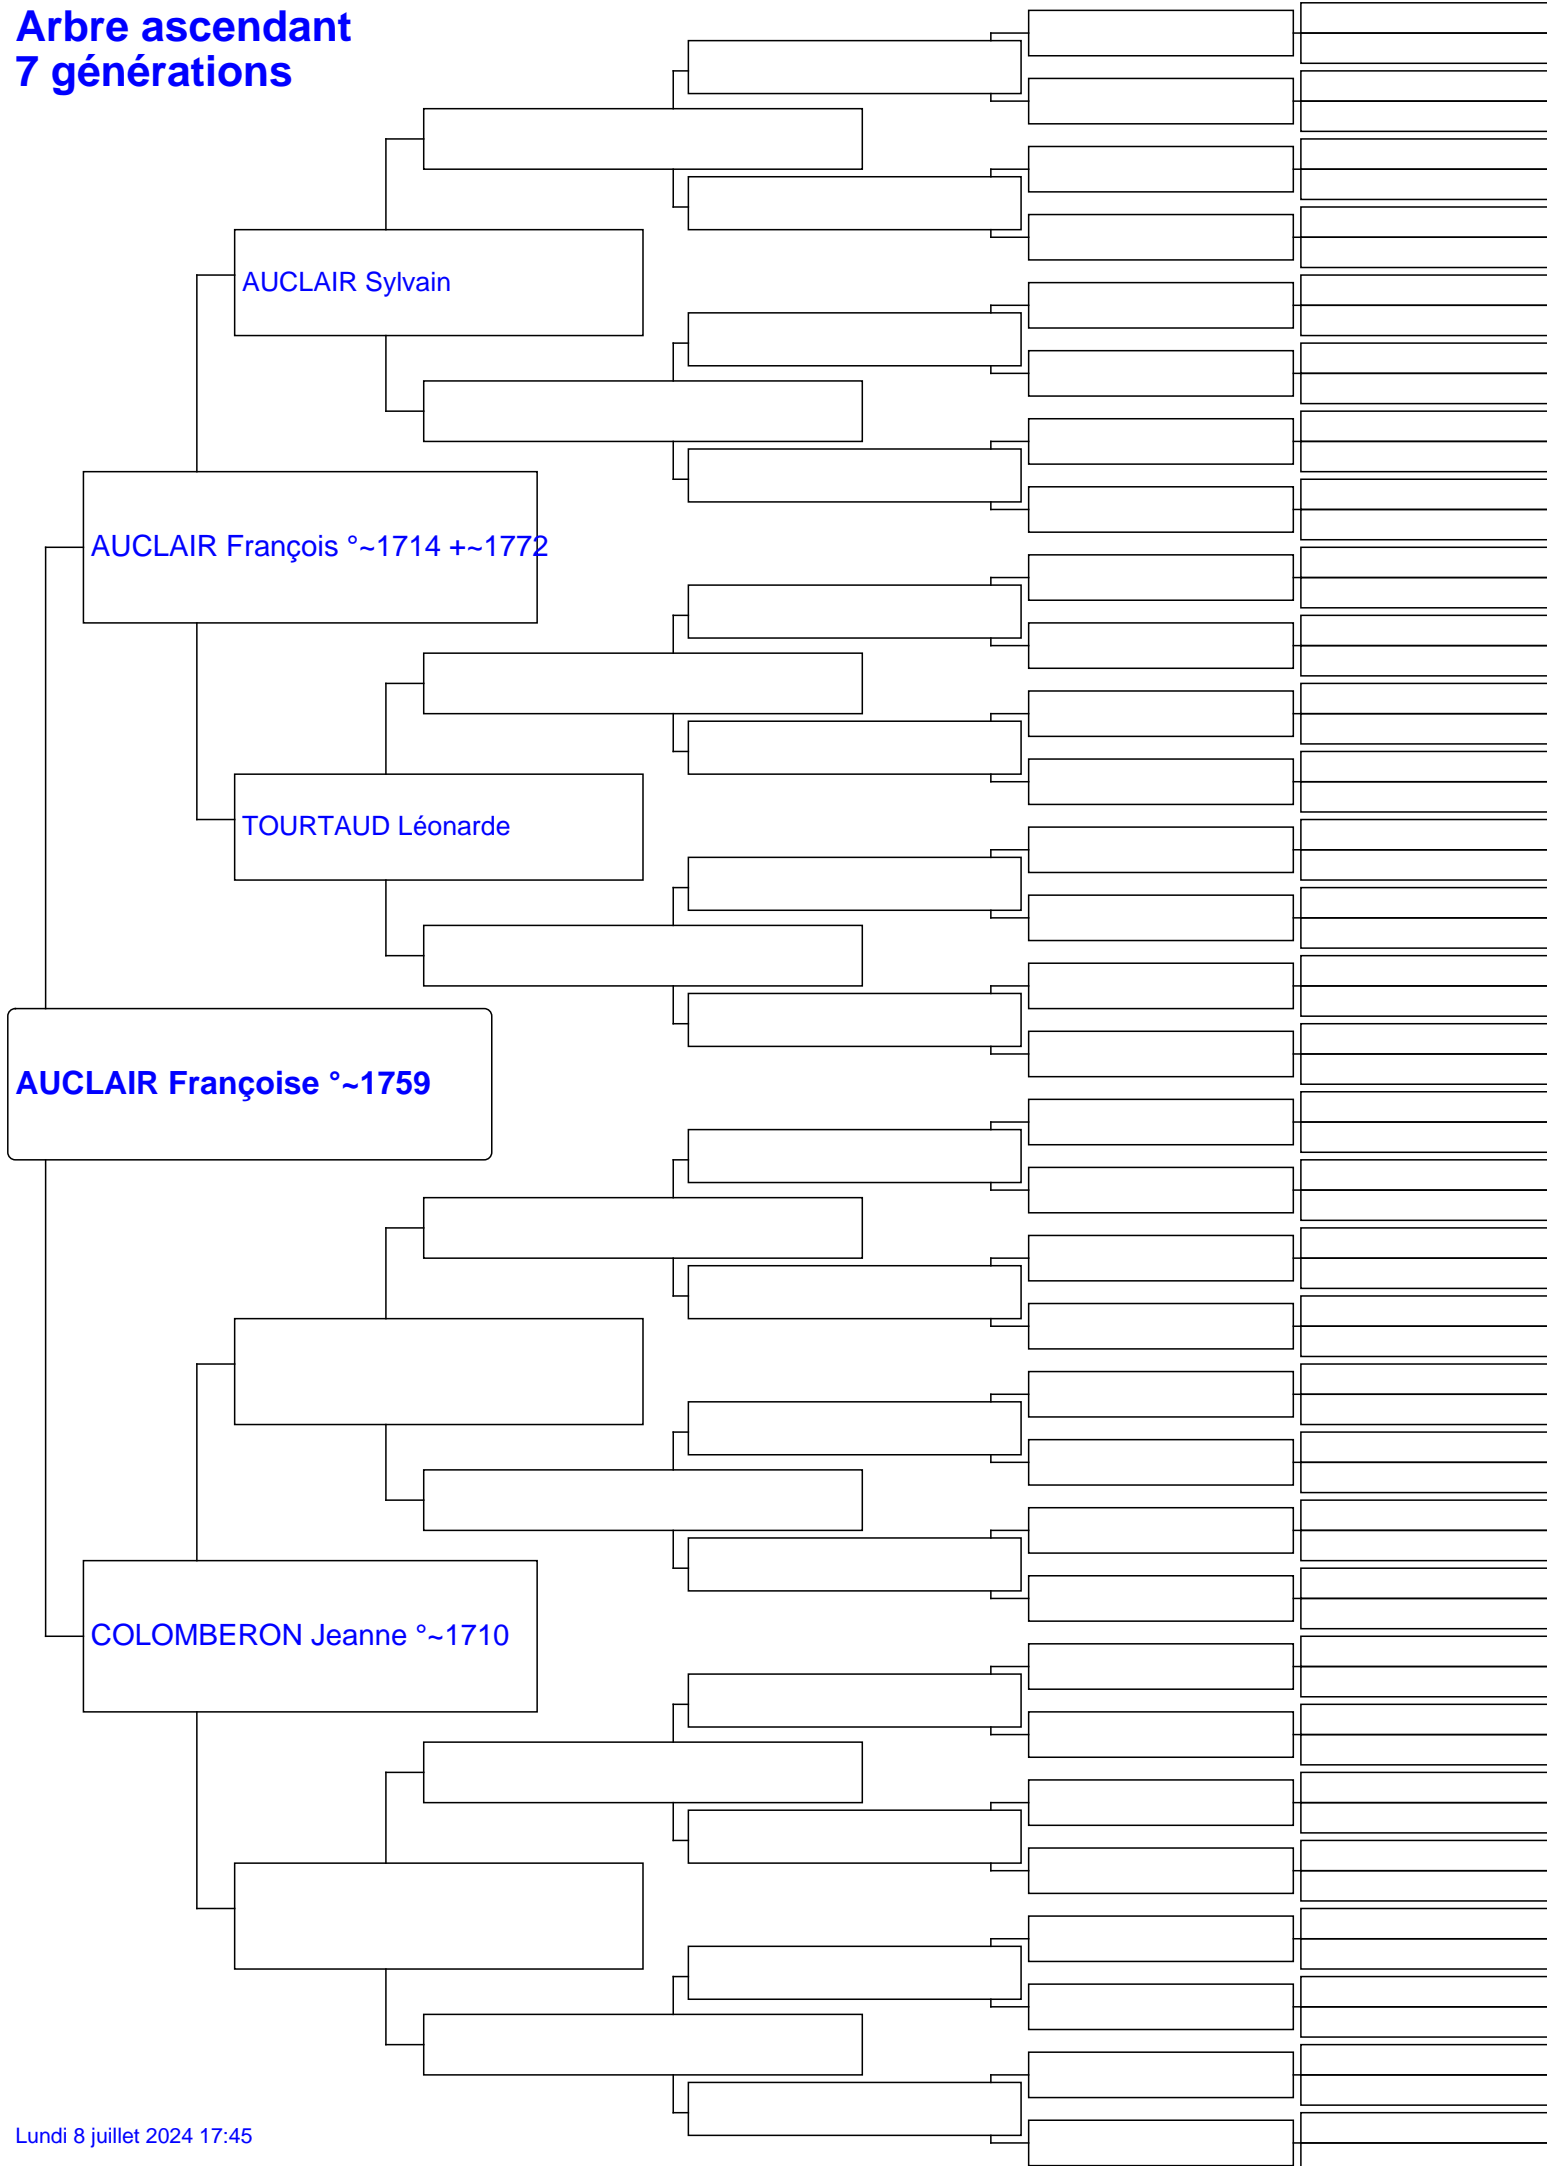 Arbre ascendant
7 générations
AUCLAIR Sylvain
AUCLAIR François °~1714 +~1772
TOURTAUD Léonarde
AUCLAIR Françoise °~1759
COLOMBERON Jeanne °~1710
Lundi 8 juillet 2024 17:45